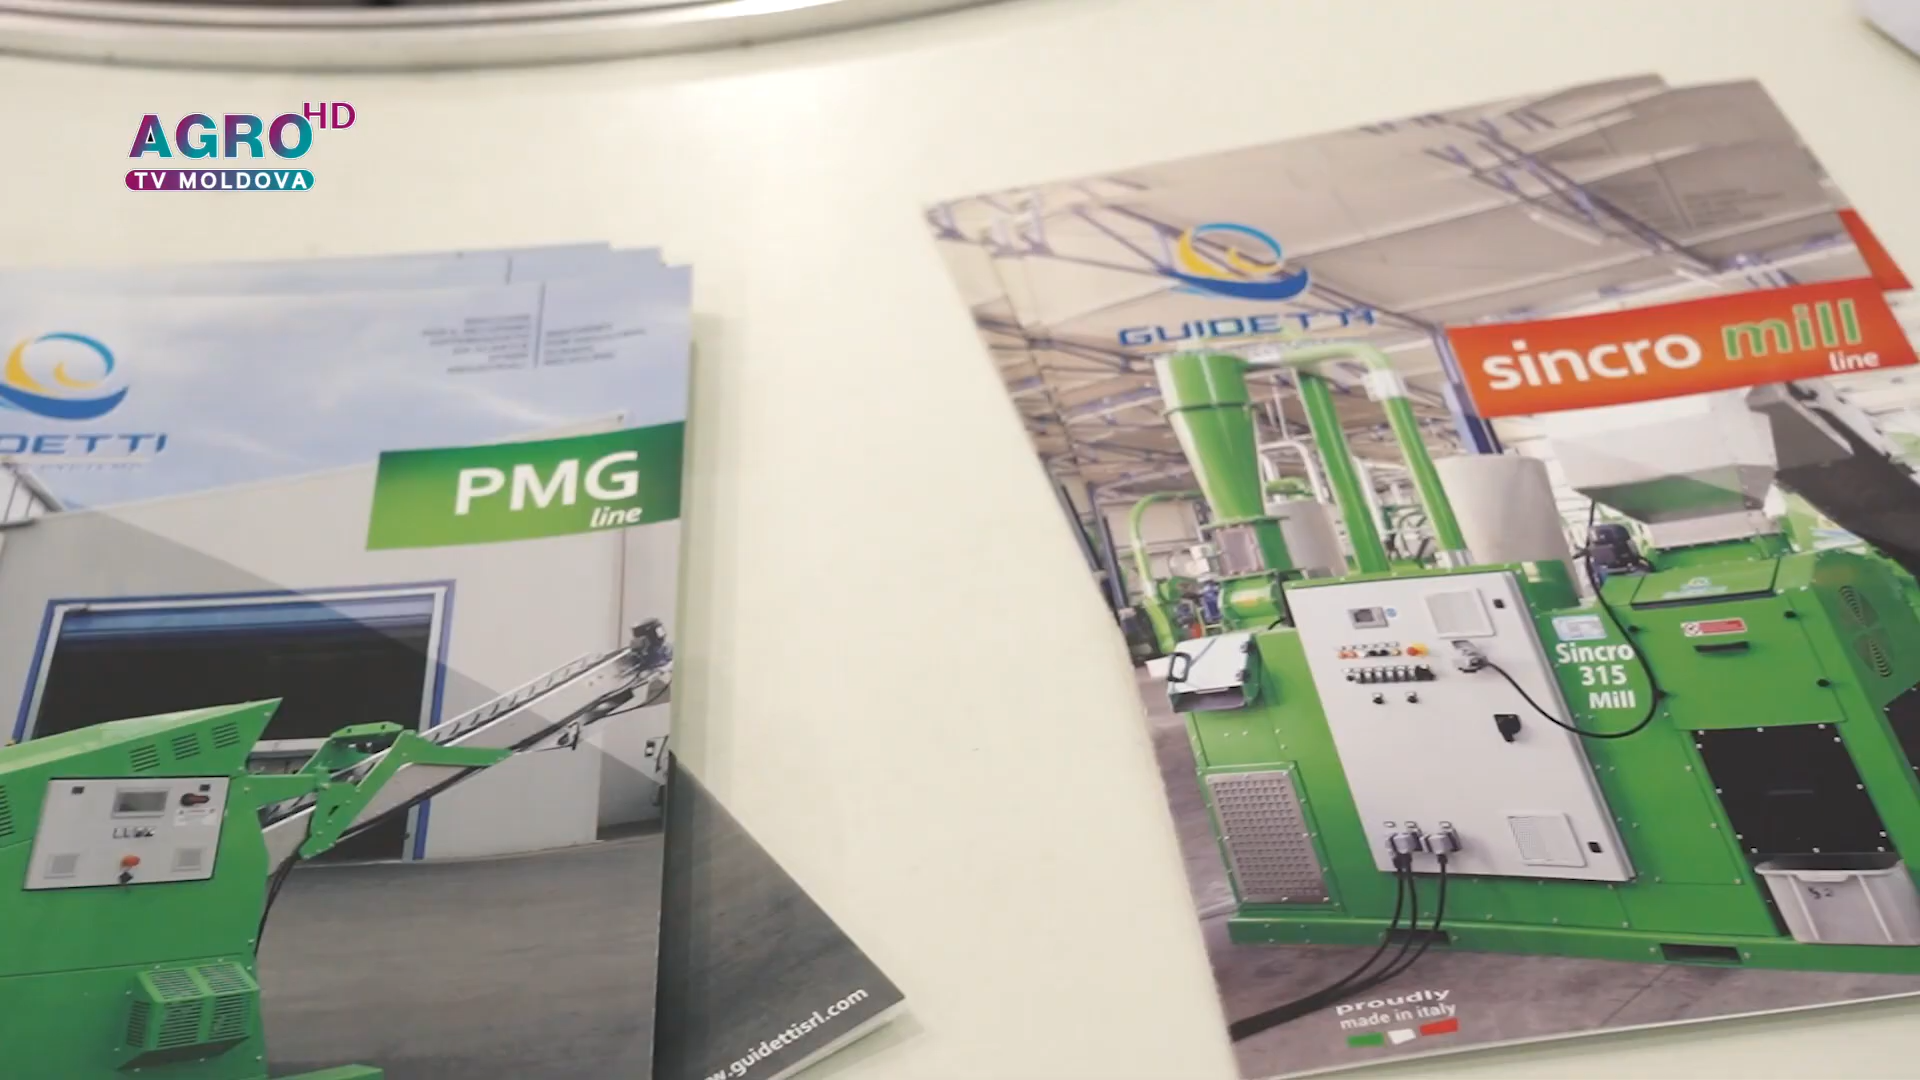 AGRO HD
TV MOLDOVA
DETTI
PMG
line
w.guidettisrl.com
GUIDETTI
sincro mill
line
Sincro
315
Mill
proudly
made in italy